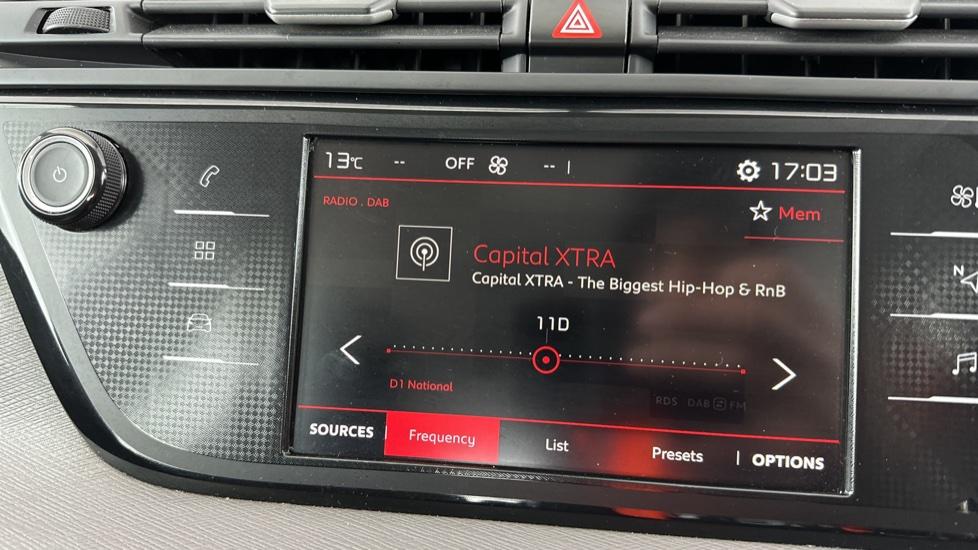 13°C -- OFF -- | 17:03
RADIO . DAB
Mem
Capital XTRA
Capital XTRA - The Biggest Hip-Hop & RnB
11D
D1 National
RDS DAB FM
SOURCES Frequency List Presets OPTIONS
N